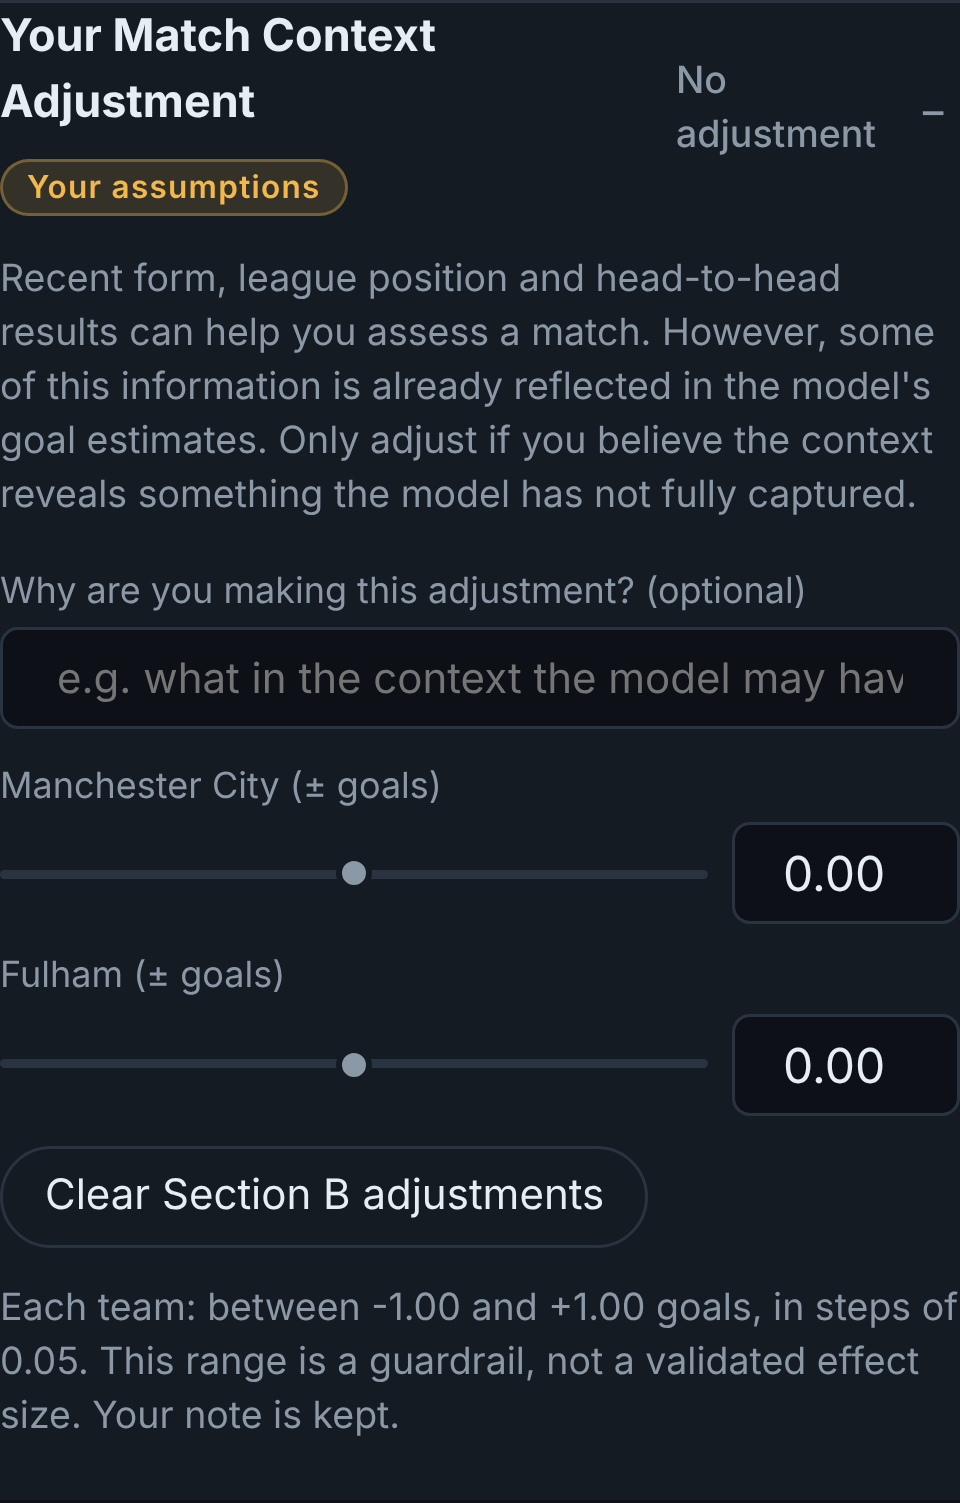 Your Match Context
Adjustment
No
adjustment
–
Your assumptions
Recent form, league position and head-to-head
results can help you assess a match. However, some
of this information is already reflected in the model's
goal estimates. Only adjust if you believe the context
reveals something the model has not fully captured.
Why are you making this adjustment? (optional)
e.g. what in the context the model may hav
Manchester City (± goals)
0.00
Fulham (± goals)
0.00
Clear Section B adjustments
Each team: between -1.00 and +1.00 goals, in steps of
0.05. This range is a guardrail, not a validated effect
size. Your note is kept.